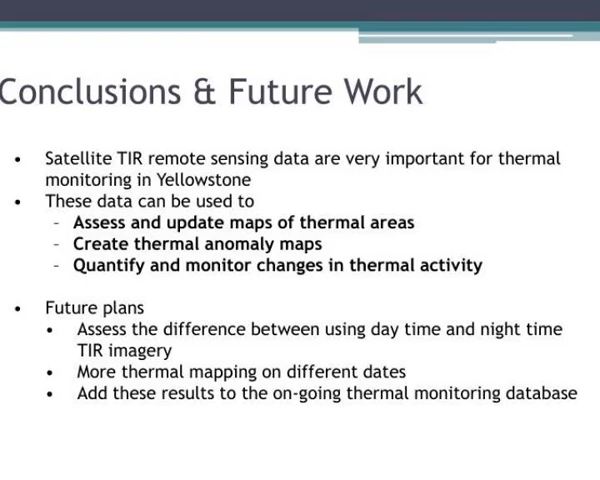 Conclusions & Future Work
• Satellite TIR remote sensing data are very important for thermal
monitoring in Yellowstone
• These data can be used to
- Assess and update maps of thermal areas
- Create thermal anomaly maps
- Quantify and monitor changes in thermal activity
• Future plans
• Assess the difference between using day time and night time
TIR imagery
• More thermal mapping on different dates
• Add these results to the on-going thermal monitoring database